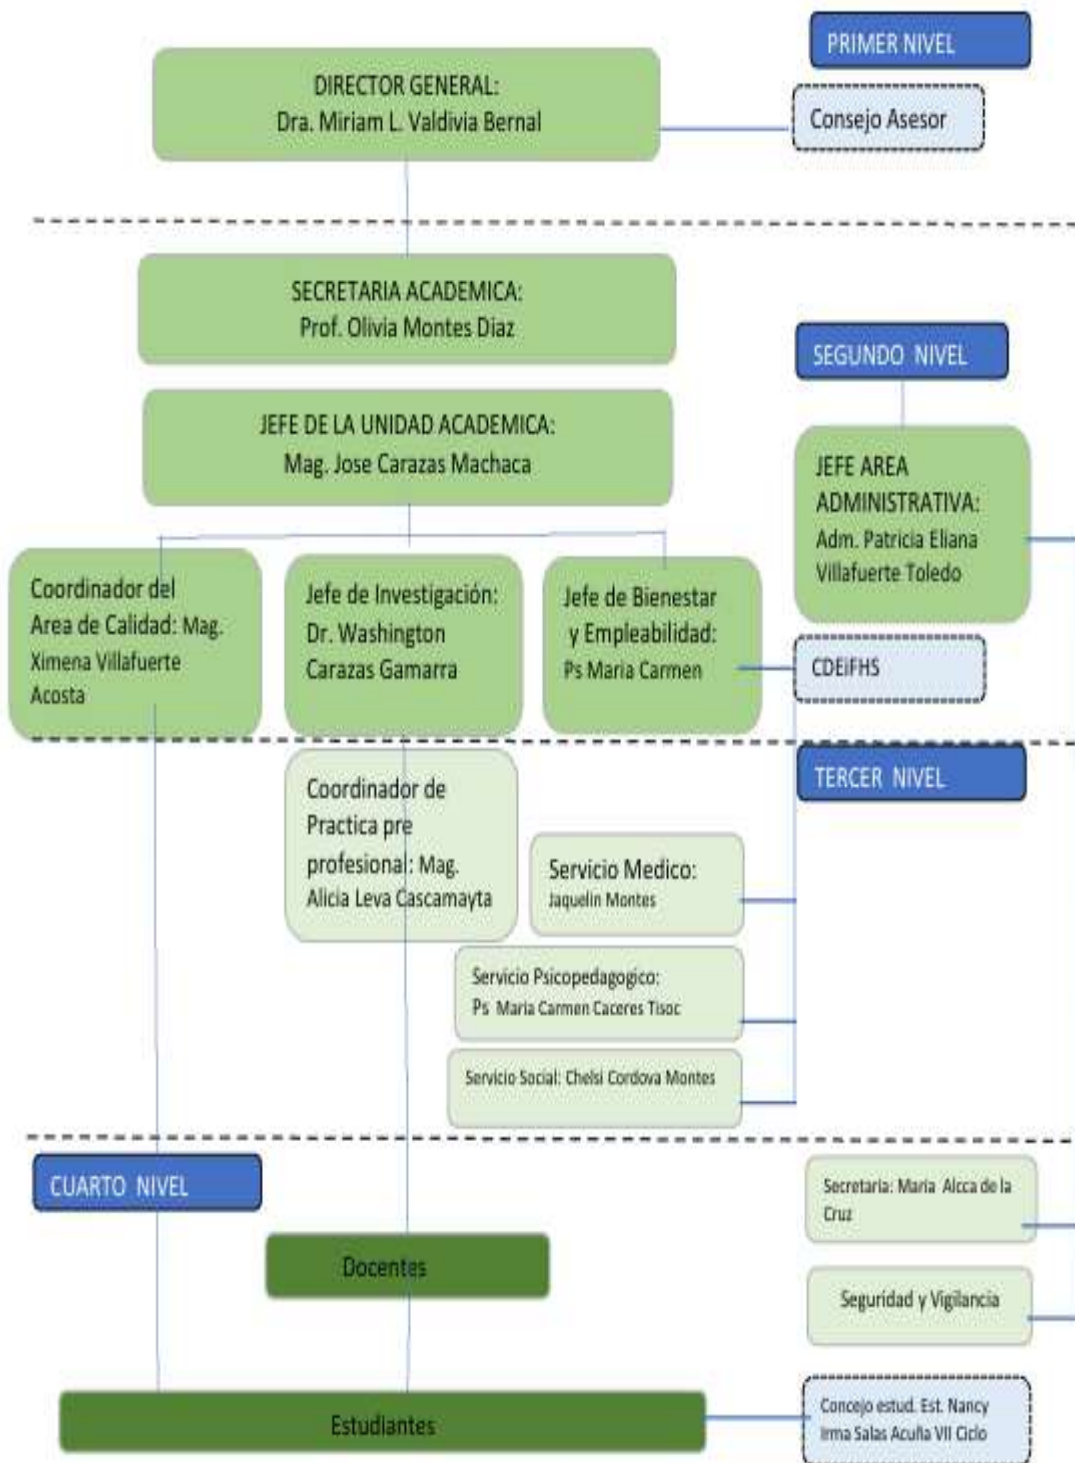 PRIMER NIVEL
DIRECTOR GENERAL:
Dra. Miriam L. Valdivia Bernal
Consejo Asesor
SECRETARIA ACADEMICA:
Prof. Olivia Montes Diaz
SEGUNDO NIVEL
JEFE DE LA UNIDAD ACADEMICA:
Mag. Jose Carazas Machaca
JEFE AREA
ADMINISTRATIVA:
Adm. Patricia Eliana
Villafuerte Toledo
Coordinador del
Area de Calidad: Mag.
Ximena Villafuerte
Acosta
Jefe de Investigación:
Dr. Washington
Carazas Gamarra
Jefe de Bienestar
y Empleabilidad:
Ps Maria Carmen
CDEiFHS
TERCER NIVEL
Coordinador de
Practica pre
profesional: Mag.
Alicia Leva Cascamayta
Servicio Medico:
Jaquelin Montes
Servicio Psicopedagogico:
Ps Maria Carmen Caceres Tisoc
Servicio Social: Chelsi Cordova Montes
CUARTO NIVEL
Secretaria: Maria Alcca de la
Cruz
Docentes
Seguridad y Vigilancia
Estudiantes
Concejo estud. Est. Nancy
Irma Salas Acuña VII Ciclo